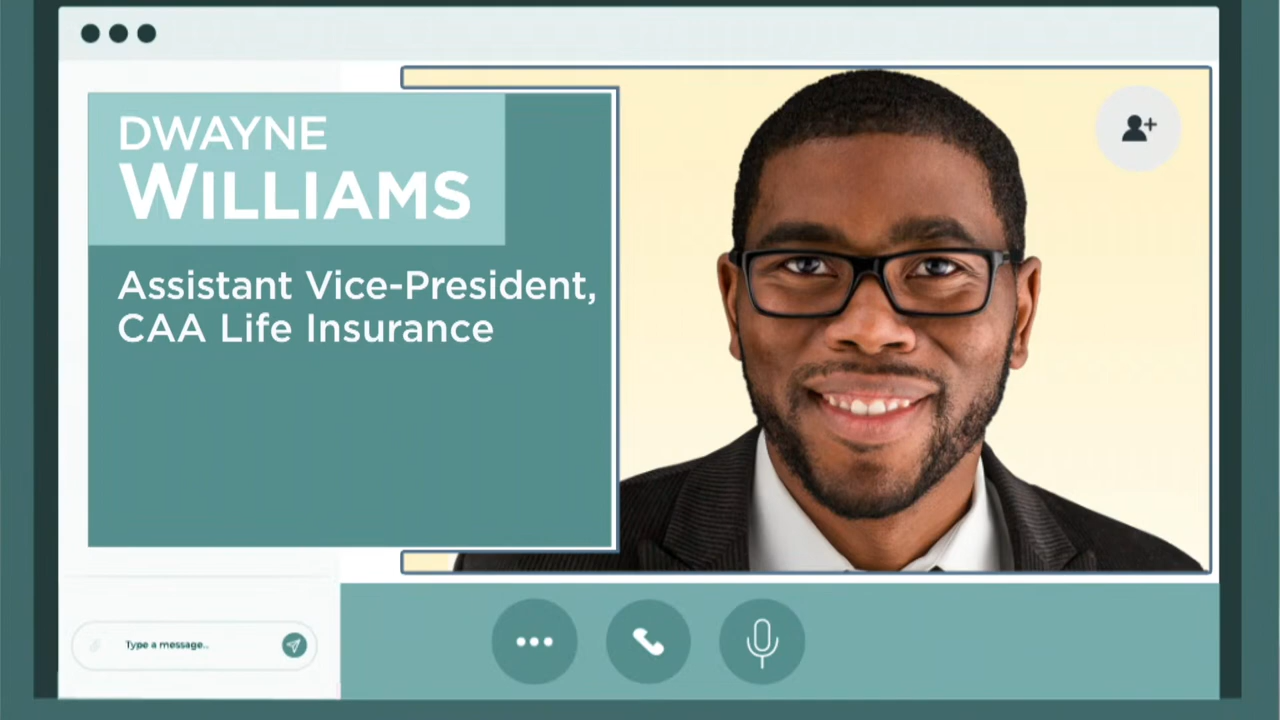 DWAYNE
WILLIAMS
Assistant Vice-President,
CAA Life Insurance
Type a message..